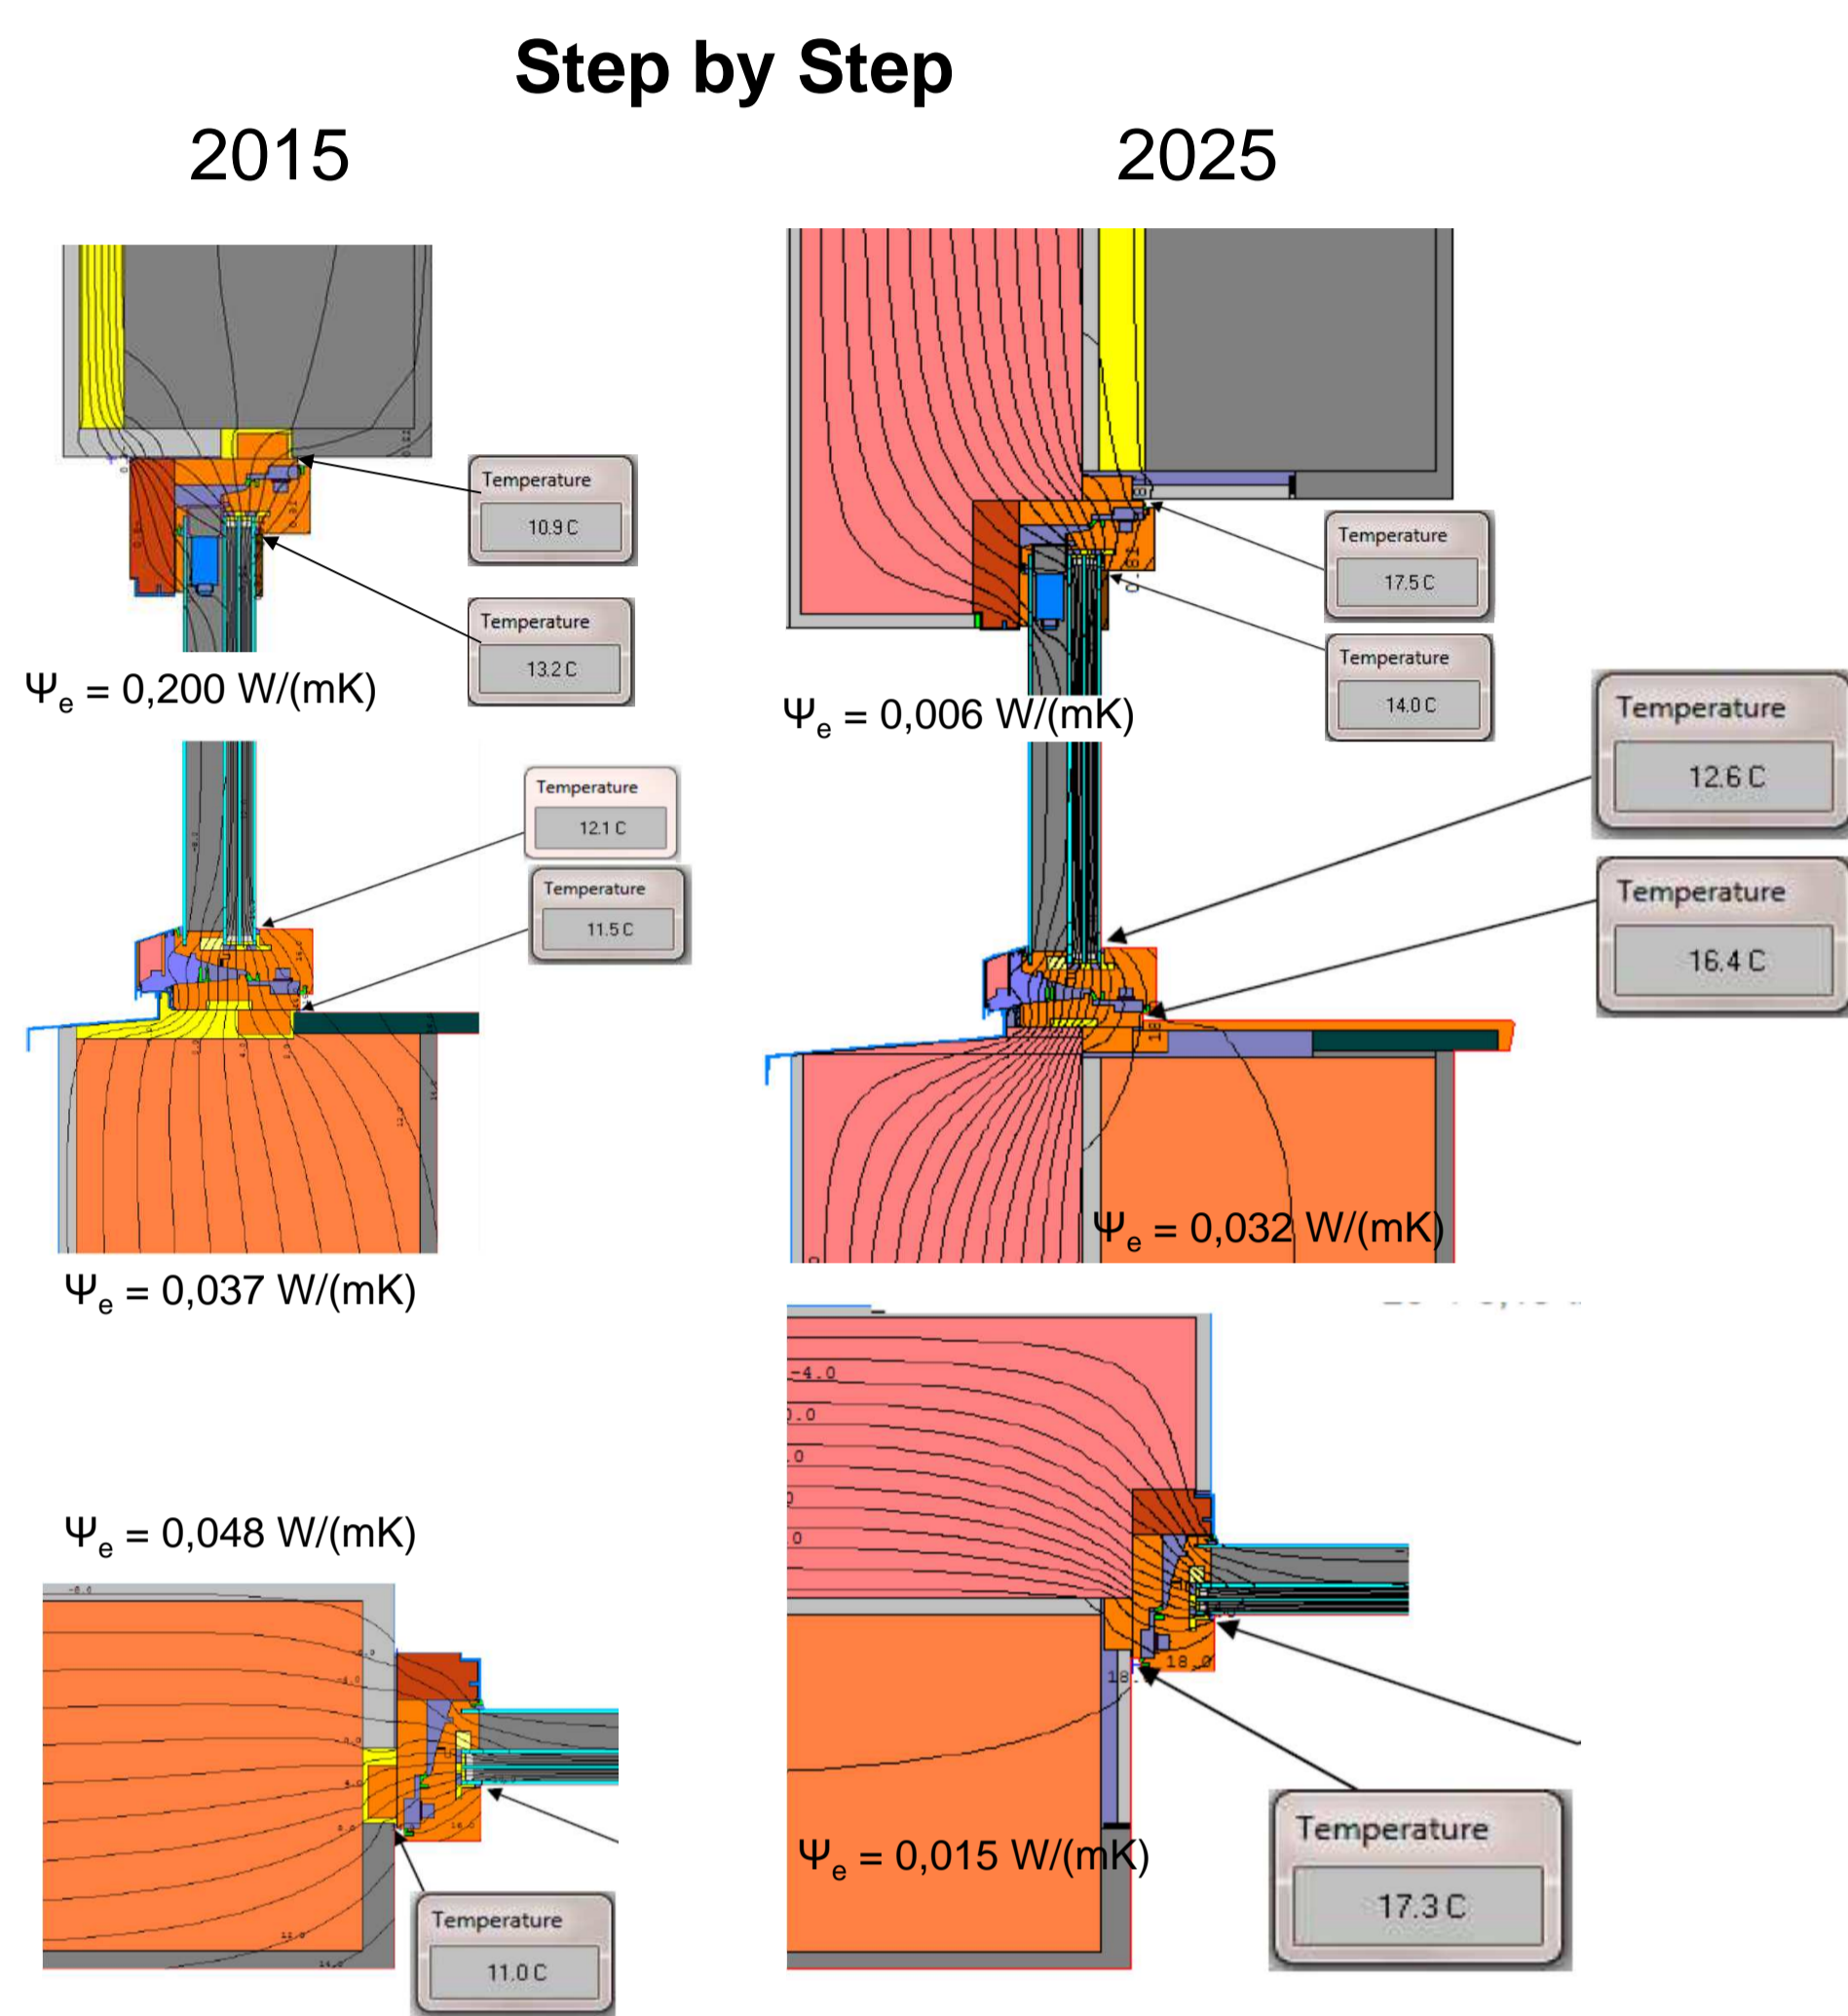 Step by Step
2015
2025
Temperature
10.9 C
Temperature
13.2 C
Ψe = 0,200 W/(mK)
Temperature
17.5 C
Temperature
14.0 C
Ψe = 0,006 W/(mK)
Temperature
12.1 C
Temperature
11.5 C
Temperature
12.6 C
Temperature
16.4 C
18
Ψe = 0,037 W/(mK)
Ψe = 0,032 W/(mK)
-4.0
Ψe = 0,048 W/(mK)
18.0
Ψe = 0,015 W/(mK)
Temperature
11.0 C
Temperature
17.3 C